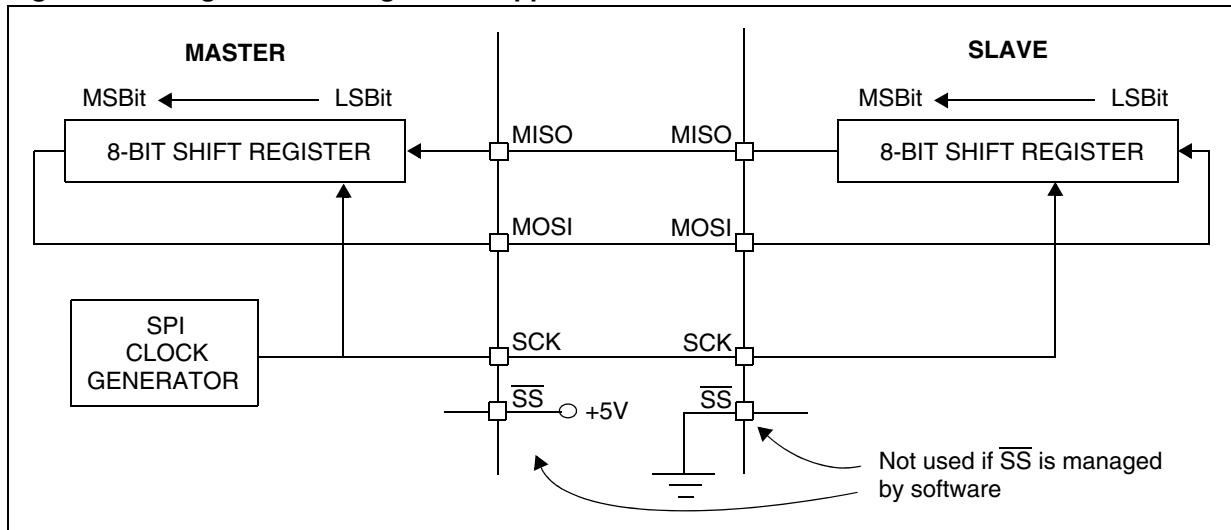 MASTER
SLAVE
MSBit LSBit
MSBit LSBit
8-BIT SHIFT REGISTER
MISO
MISO
8-BIT SHIFT REGISTER
MOSI
MOSI
SPI
CLOCK
GENERATOR
SCK
SCK
SS
+5V
SS
Not used if SS is managed
by software